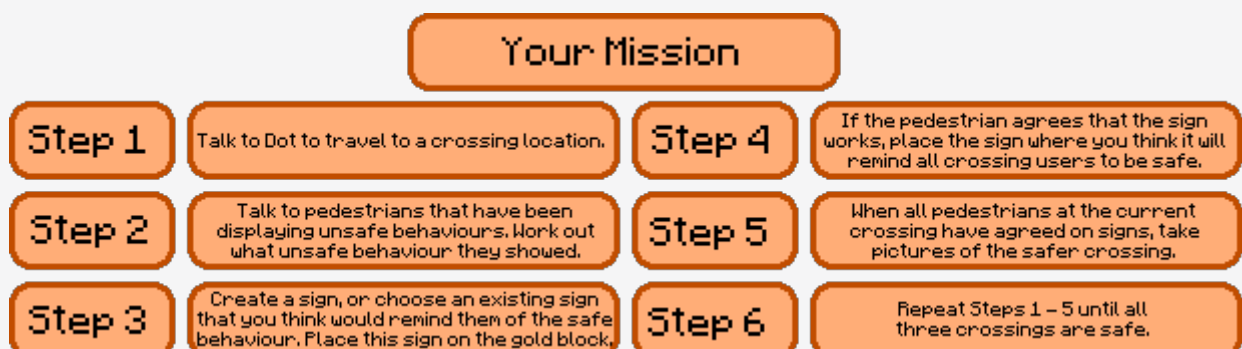 Your Mission
Step 1
Talk to Dot to travel to a crossing location.
Step 2
Talk to pedestrians that have been
displaying unsafe behaviours. Work out
what unsafe behaviour they showed.
Step 3
Create a sign, or choose an existing sign
that you think would remind them of the safe
behaviour. Place this sign on the gold block.
Step 4
If the pedestrian agrees that the sign
works, place the sign where you think it will
remind all crossing users to be safe.
Step 5
When all pedestrians at the current
crossing have agreed on signs, take
pictures of the safer crossing.
Step 6
Repeat Steps 1 – 5 until all
three crossings are safe.